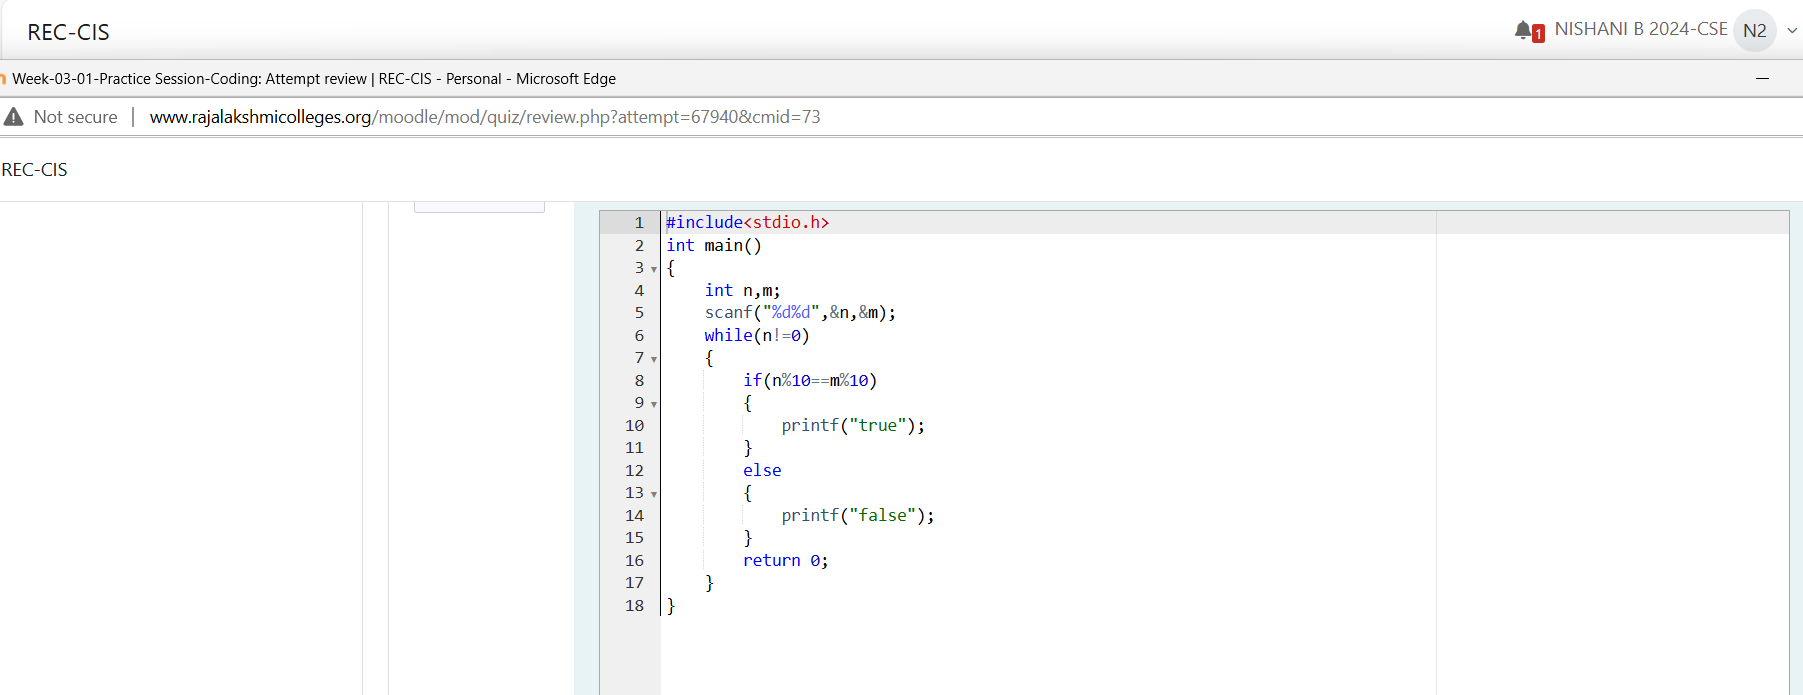 REC-CIS
1 NISHANI B 2024-CSE N2
Week-03-01-Practice Session-Coding: Attempt review | REC-CIS - Personal - Microsoft Edge
Not secure | www.rajalakshmicolleges.org/moodle/mod/quiz/review.php?attempt=67940&cmid=73
REC-CIS
1 #include<stdio.h>
2 int main()
3 {
4     int n,m;
5     scanf("%d%d",&n,&m);
6     while(n!=0)
7     {
8         if(n%10==m%10)
9         {
10             printf("true");
11         }
12         else
13         {
14             printf("false");
15         }
16         return 0;
17     }
18 }